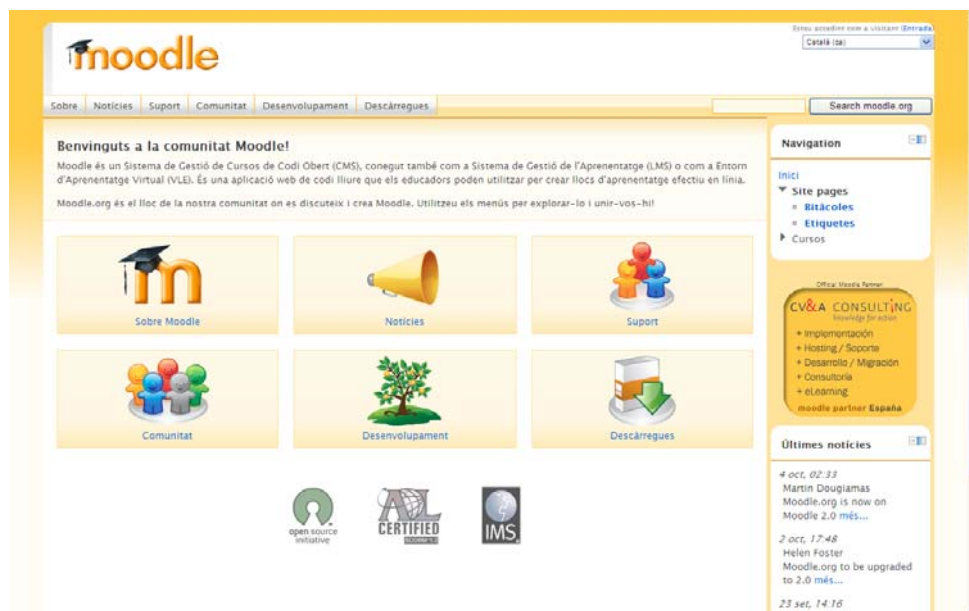 Esteu accedint com a visitant (Entrada)
moodle
Català (ca)
Sobre Notícies Suport Comunitat Desenvolupament Descàrregues
Search moodle.org
Benvinguts a la comunitat Moodle!
Moodle és un Sistema de Gestió de Cursos de Codi Obert (CMS), conegut també com a Sistema de Gestió de l'Aprenentatge (LMS) o com a Entorn
d'Aprenentatge Virtual (VLE). És una aplicació web de codi lliure que els educadors poden utilitzar per crear llocs d'aprenentatge efectiu en línia.
Moodle.org és el lloc de la nostra comunitat on es discuteix i crea Moodle. Utilitzeu els menús per explorar-lo i unir-vos-hi!
Sobre Moodle
Notícies
Suport
Comunitat
Desenvolupament
Descàrregues
open source
initiative
CERTIFIED
IMS
Navigation
Inici
Site pages
Bitàcoles
Etiquetes
Cursos
Official Moodle Partner:
CV&A CONSULTiNG
knowledge for action
+ Implementación
+ Hosting / Soporte
+ Desarrollo / Migración
+ Consultoría
+ eLearning
moodle partner España
Últimes notícies
4 oct, 02:33
Martin Dougiamas
Moodle.org is now on
Moodle 2.0 més...
2 oct, 17:48
Helen Foster
Moodle.org to be upgraded
to 2.0 més...
23 set, 14:16